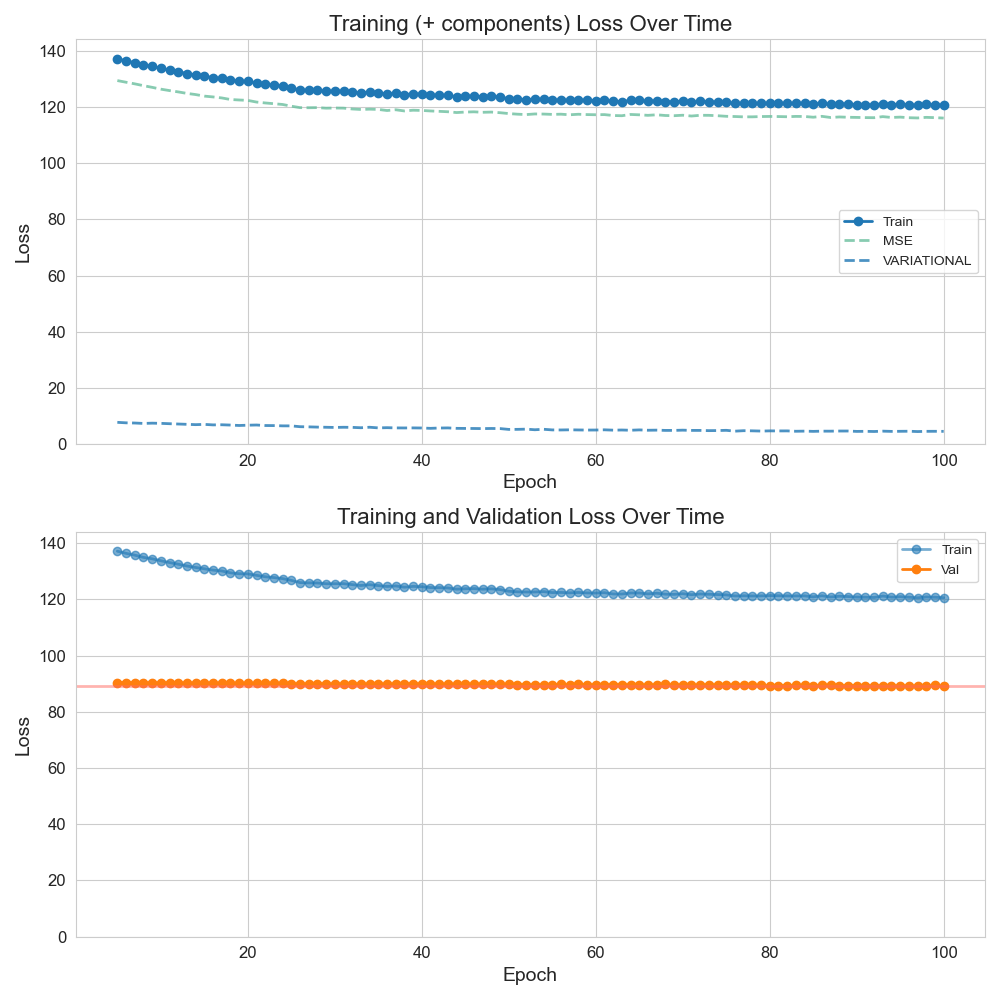 Training (+ components) Loss Over Time
140
120
100
80
60
40
20
0
Loss
Train
MSE
VARIATIONAL
20 40 60 80 100
Epoch
Training and Validation Loss Over Time
140
120
100
80
60
40
20
0
Loss
Train
Val
20 40 60 80 100
Epoch